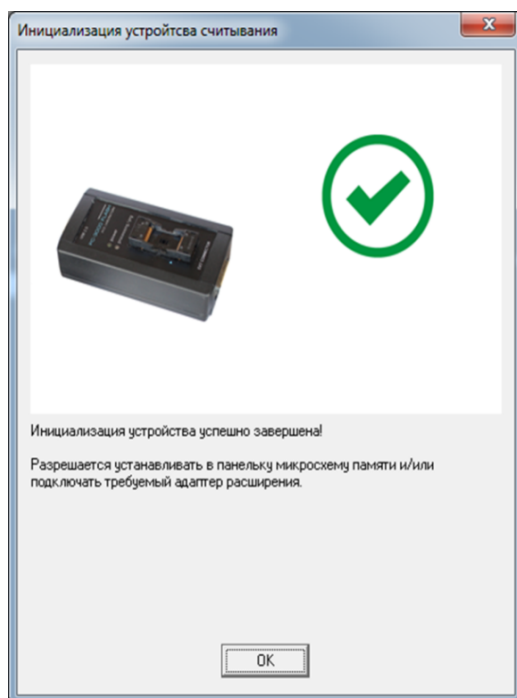 Инициализация устройтсва считывания
Инициализация устройства успешно завершена!
Разрешается устанавливать в панельку микросхему памяти и/или
подключать требуемый адаптер расширения.
OK